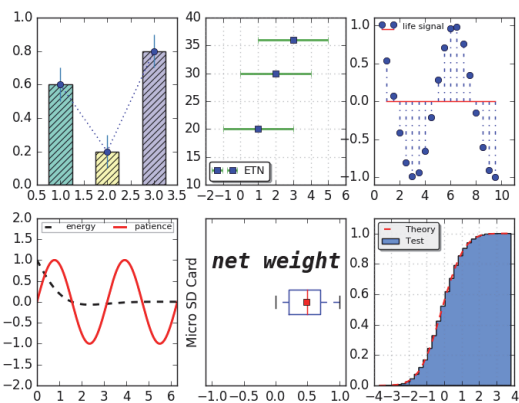 1.0
0.8
0.6
0.4
0.2
0.0
0.5 1.0 1.5 2.0 2.5 3.0 3.5
40
35
30
25
20
15
10
ETN
−2 −1 0 1 2 3 4 5 6
life signal
1.0
0.5
0.0
−0.5
−1.0
0 2 4 6 8 10
2.0
1.5
1.0
0.5
0.0
−0.5
−1.0
−1.5
−2.0
energy patience
0 1 2 3 4 5 6
Micro SD Card
net weight
−1.0 −0.5 0.0 0.5 1.0
Theory
Test
1.0
0.8
0.6
0.4
0.2
0.0
−4 −3 −2 −1 0 1 2 3 4